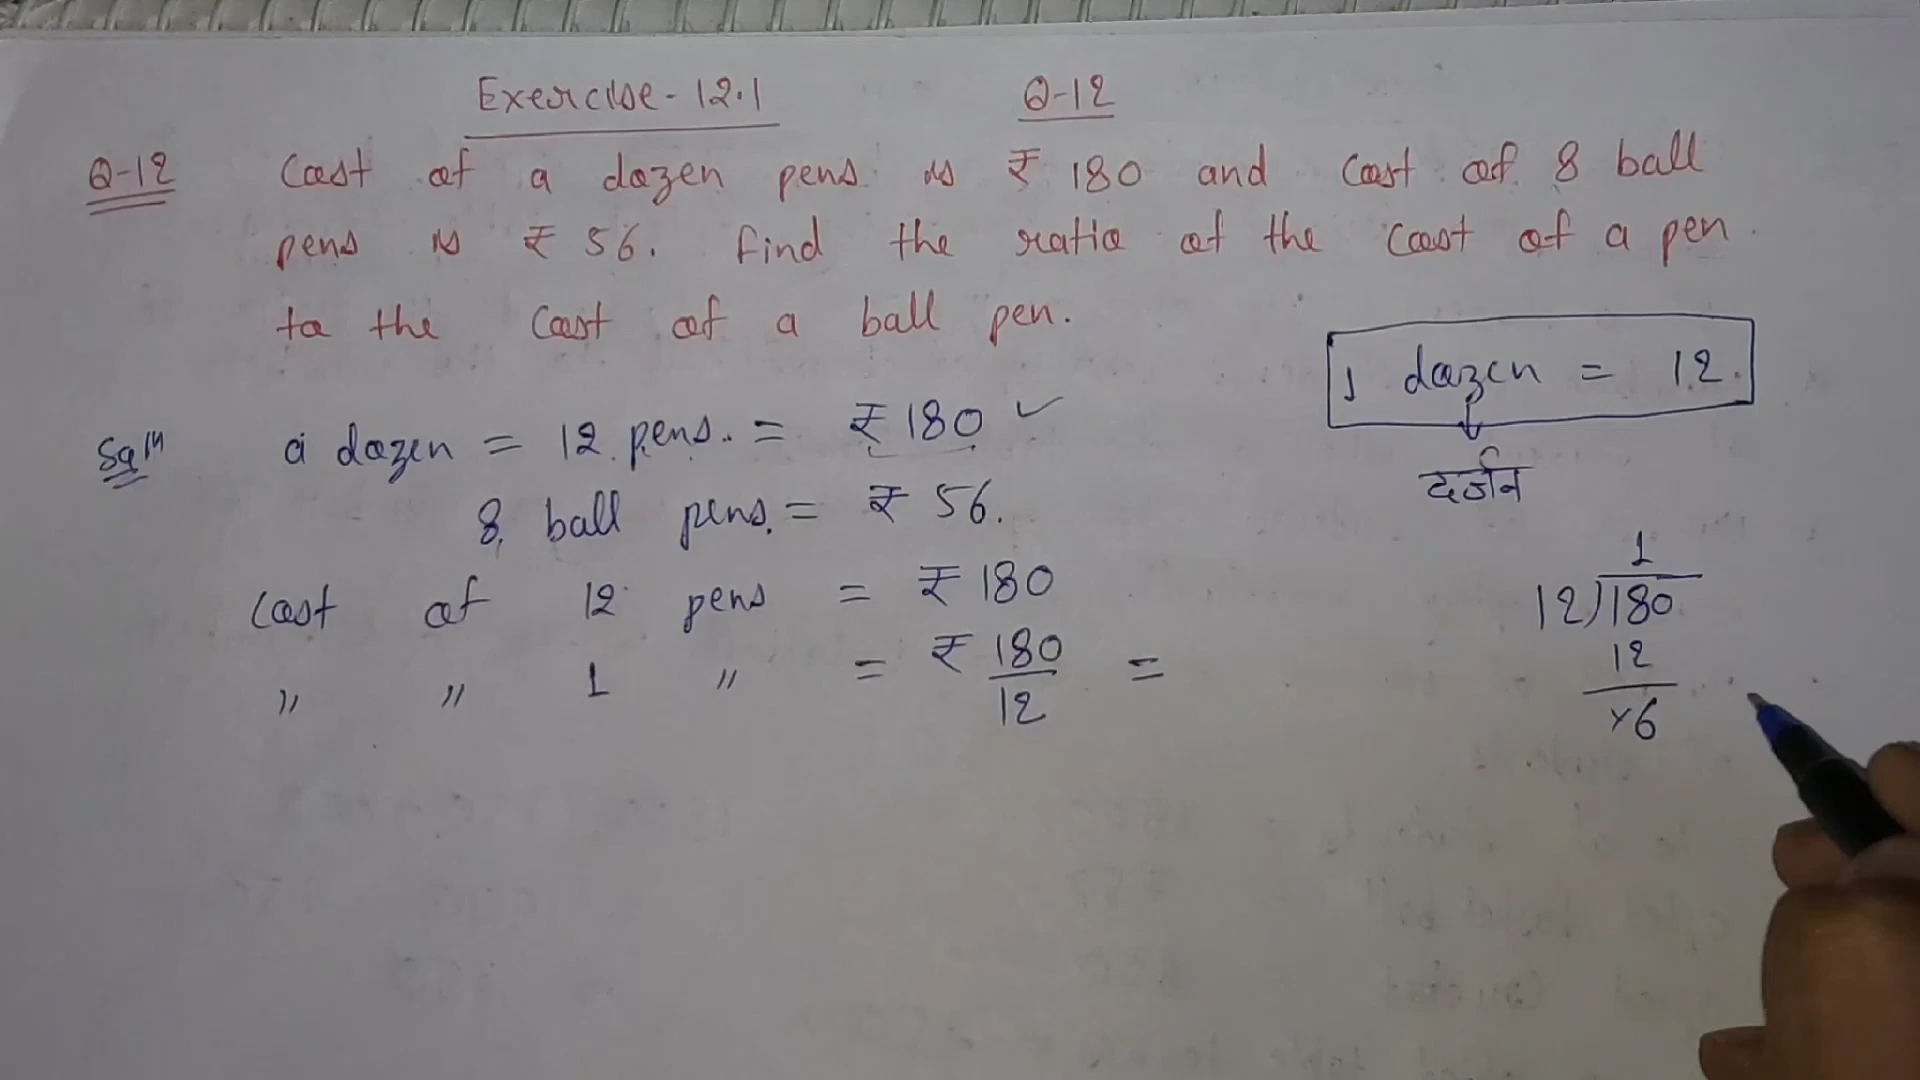 Exercise-12.1 Q-12
Q-12 Cost of a dozen pens is ₹ 180 and cost of 8 ball
pens is ₹ 56. Find the ratio of the cost of a pen
to the cost of a ball pen.
1 dozen = 12.
दर्जन
Solⁿ a dozen = 12 pens. = ₹ 180 ✓
8 ball pens. = ₹ 56.
Cost of 12 pens = ₹ 180
" " 1 " = ₹ 180/12 =
1
12)180
12
×6